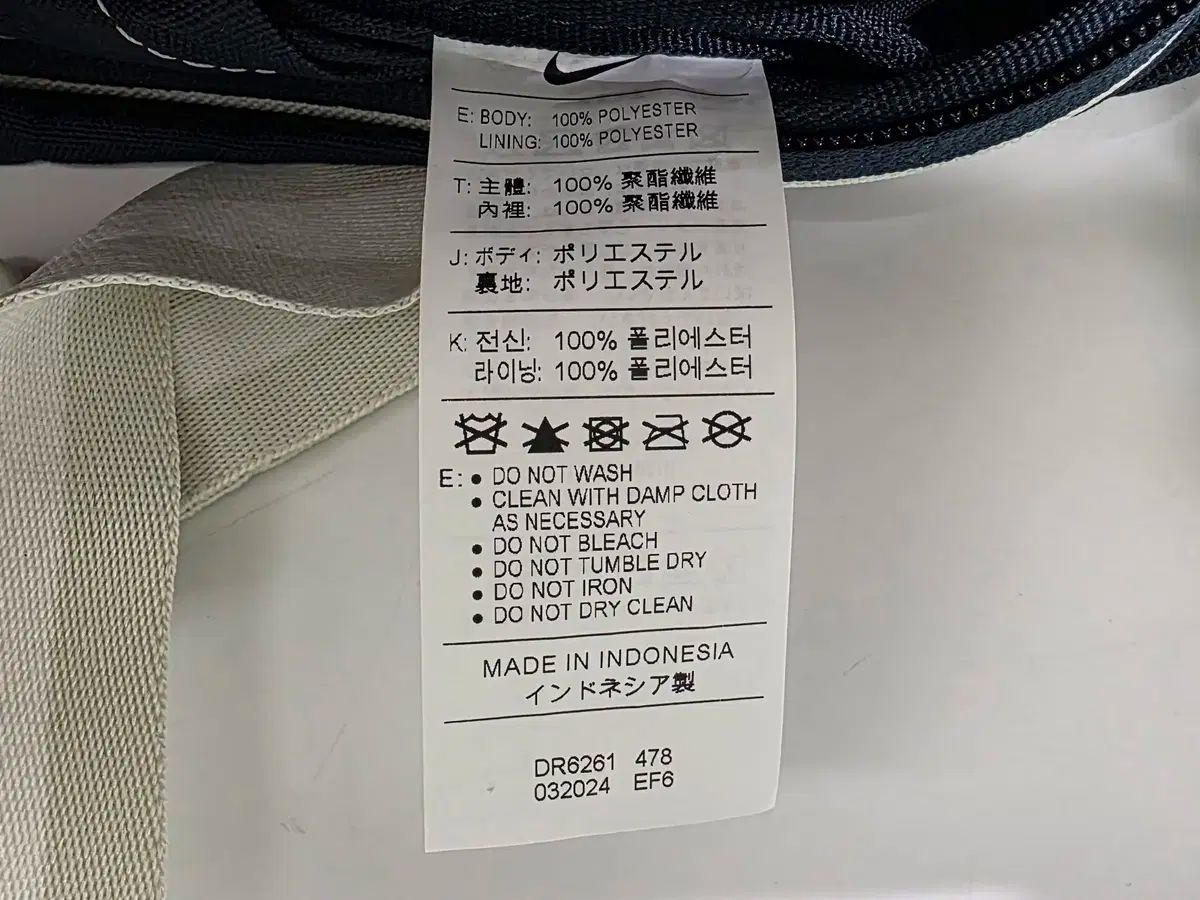 E: BODY: 100% POLYESTER
LINING: 100% POLYESTER
T: 主體: 100% 聚酯纖維
內裡: 100% 聚酯纖維
J: ボディ: ポリエステル
裏地: ポリエステル
K: 전신: 100% 폴리에스터
라이닝: 100% 폴리에스터
E: • DO NOT WASH
• CLEAN WITH DAMP CLOTH
AS NECESSARY
• DO NOT BLEACH
• DO NOT TUMBLE DRY
• DO NOT IRON
• DO NOT DRY CLEAN
MADE IN INDONESIA
インドネシア製
DR6261 478
032024 EF6